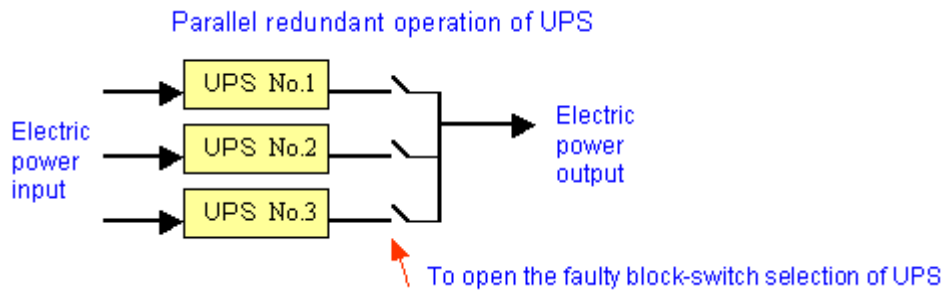 Parallel redundant operation of UPS
UPS No.1
Electric
power
input
UPS No.2
UPS No.3
Electric
power
output
To open the faulty block-switch selection of UPS